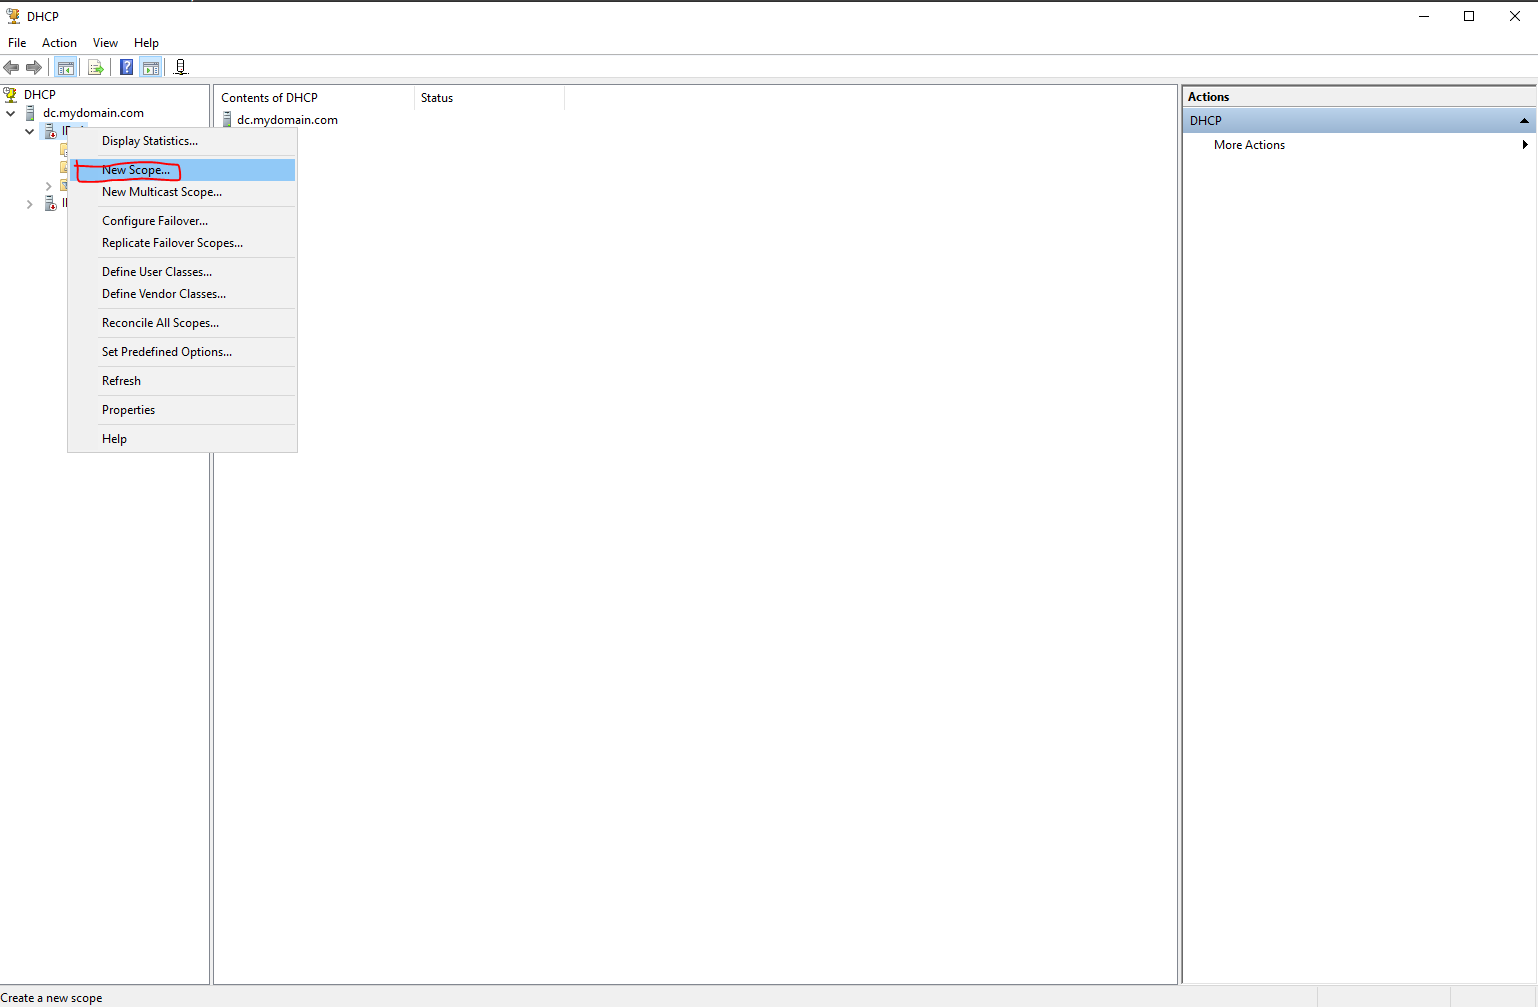 DHCP
File Action View Help
DHCP
dc.mydomain.com
Contents of DHCP Status
dc.mydomain.com
Actions
DHCP
More Actions
Display Statistics...
New Scope...
New Multicast Scope...
Configure Failover...
Replicate Failover Scopes...
Define User Classes...
Define Vendor Classes...
Reconcile All Scopes...
Set Predefined Options...
Refresh
Properties
Help
Create a new scope